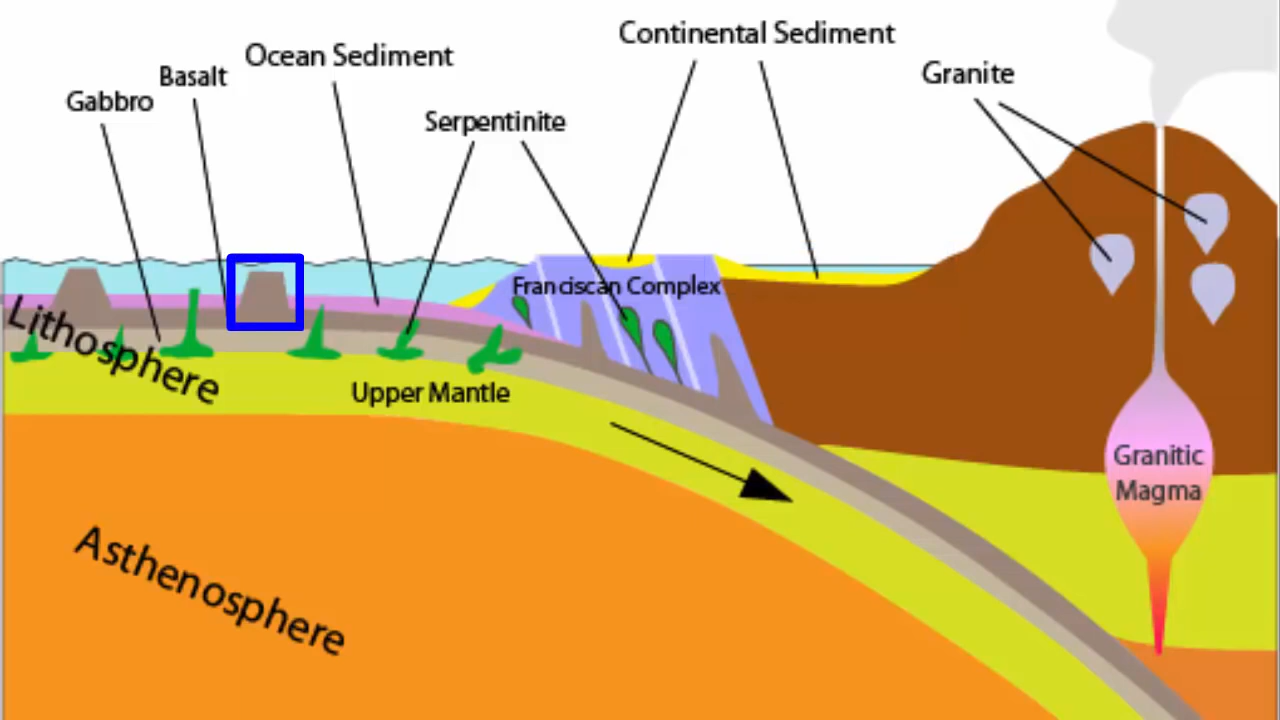 Continental Sediment
Ocean Sediment
Basalt
Granite
Gabbro
Serpentinite
Franciscan Complex
Lithosphere
Upper Mantle
Granitic
Magma
Asthenosphere